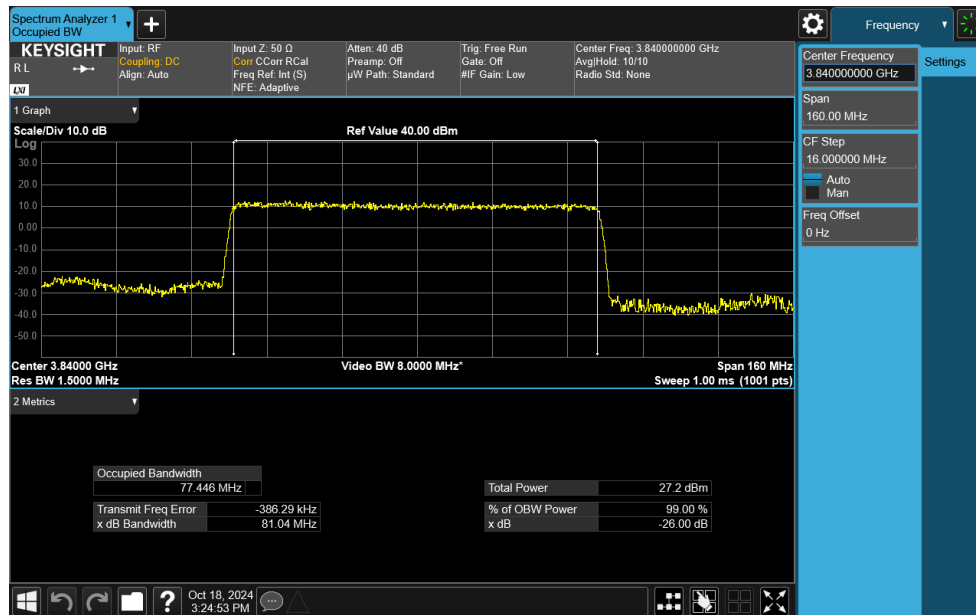 Spectrum Analyzer 1
Occupied BW
Frequency
KEYSIGHT
R L
LXI
Input: RF
Coupling: DC
Align: Auto
Input Z: 50 Ω
Corr CCorr RCal
Freq Ref: Int (S)
NFE: Adaptive
Atten: 40 dB
Preamp: Off
µW Path: Standard
Trig: Free Run
Gate: Off
#IF Gain: Low
Center Freq: 3.840000000 GHz
Avg|Hold: 10/10
Radio Std: None
Center Frequency
3.840000000 GHz
Settings
Span
160.00 MHz
CF Step
16.000000 MHz
Auto
Man
Freq Offset
0 Hz
1 Graph
Scale/Div 10.0 dB
Ref Value 40.00 dBm
Log
30.0
20.0
10.0
0.00
-10.0
-20.0
-30.0
-40.0
-50.0
Center 3.84000 GHz
Video BW 8.0000 MHz*
Span 160 MHz
Res BW 1.5000 MHz
Sweep 1.00 ms (1001 pts)
2 Metrics
Occupied Bandwidth
77.446 MHz
Total Power 27.2 dBm
Transmit Freq Error -386.29 kHz
% of OBW Power 99.00 %
x dB Bandwidth 81.04 MHz
x dB -26.00 dB
?
Oct 18, 2024
3:24:53 PM